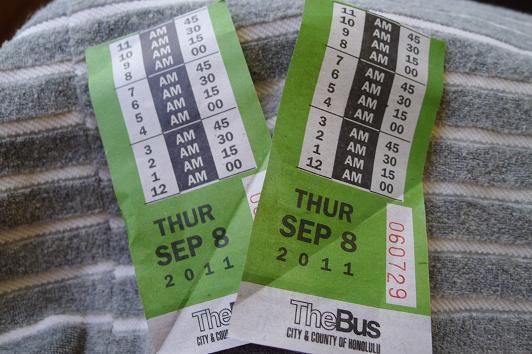 11 AM 45
10 AM 30
9 AM 15
8 AM 00
7 AM 45
6 AM 30
5 AM 15
4 AM 00
3 AM 45
2 AM 30
1 AM 15
12 AM 00
THUR
SEP 8
2011
The
CITY & CO
11 AM 45
10 AM 30
9 AM 15
8 AM 00
7 AM 45
6 AM 30
5 AM 15
4 AM 00
3 AM 45
2 AM 30
1 AM 15
12 AM 00
THUR
SEP 8
2011
060729
TheBus
CITY & COUNTY OF HONOLULU